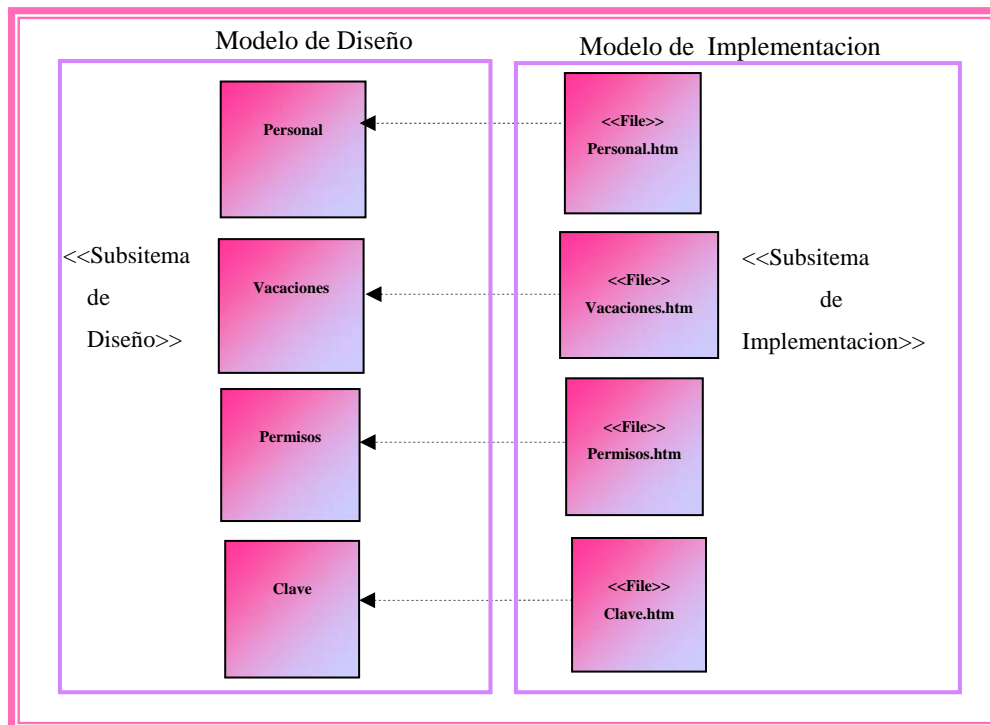 Modelo de Diseño
Modelo de Implementacion
Personal
<<File>>
Personal.htm
<<Subsitema
de
Diseño>>
Vacaciones
<<File>>
Vacaciones.htm
<<Subsitema
de
Implementacion>>
Permisos
<<File>>
Permisos.htm
Clave
<<File>>
Clave.htm